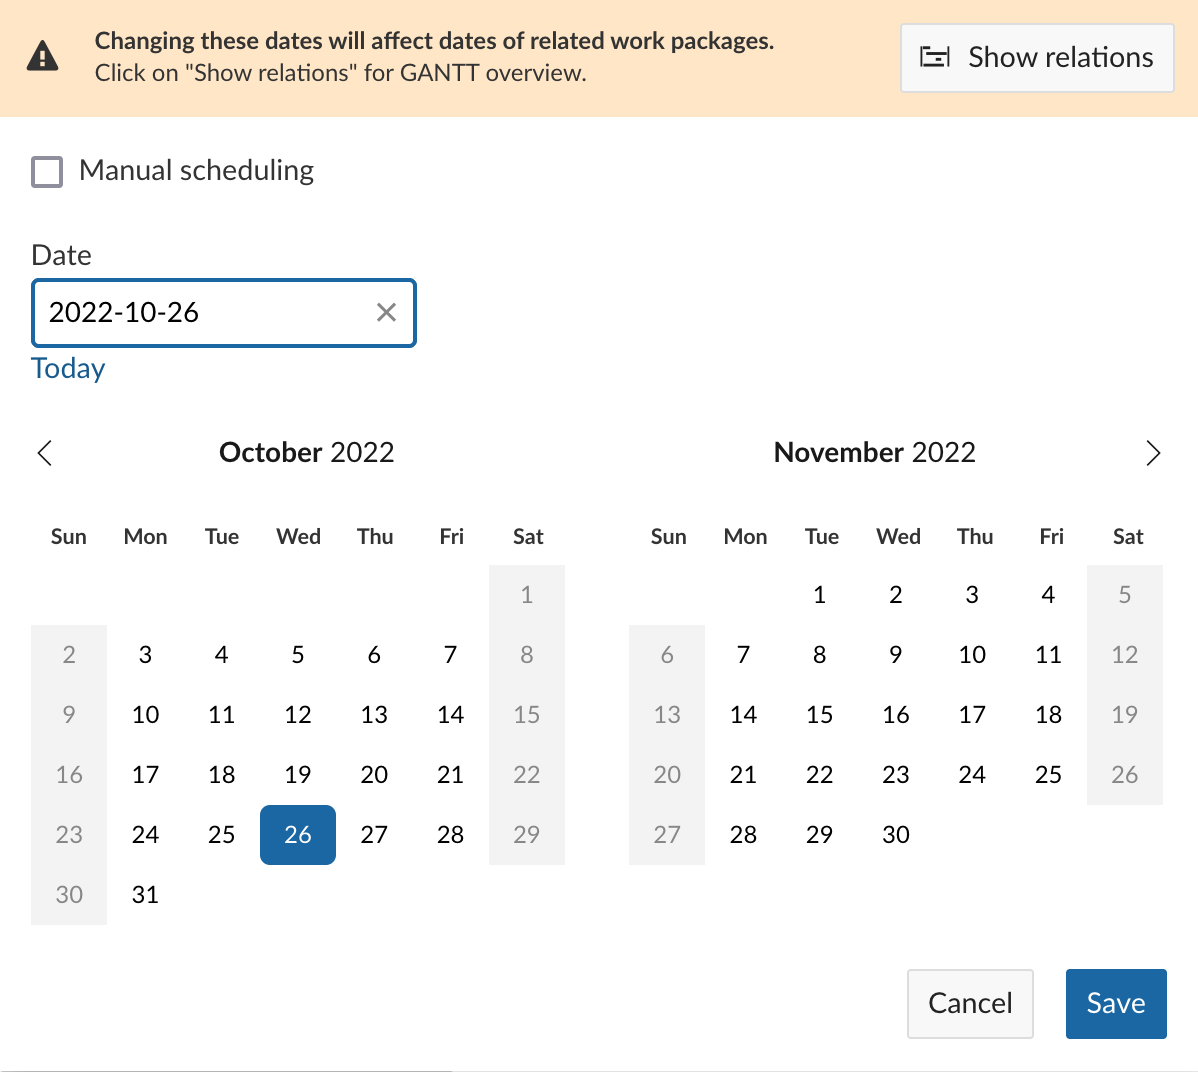 Changing these dates will affect dates of related work packages.
Click on "Show relations" for GANTT overview.
Show relations
Manual scheduling
Date
2022-10-26
Today
October 2022
Sun Mon Tue Wed Thu Fri Sat
1
2 3 4 5 6 7 8
9 10 11 12 13 14 15
16 17 18 19 20 21 22
23 24 25 26 27 28 29
30 31
November 2022
Sun Mon Tue Wed Thu Fri Sat
1 2 3 4 5
6 7 8 9 10 11 12
13 14 15 16 17 18 19
20 21 22 23 24 25 26
27 28 29 30
Cancel
Save